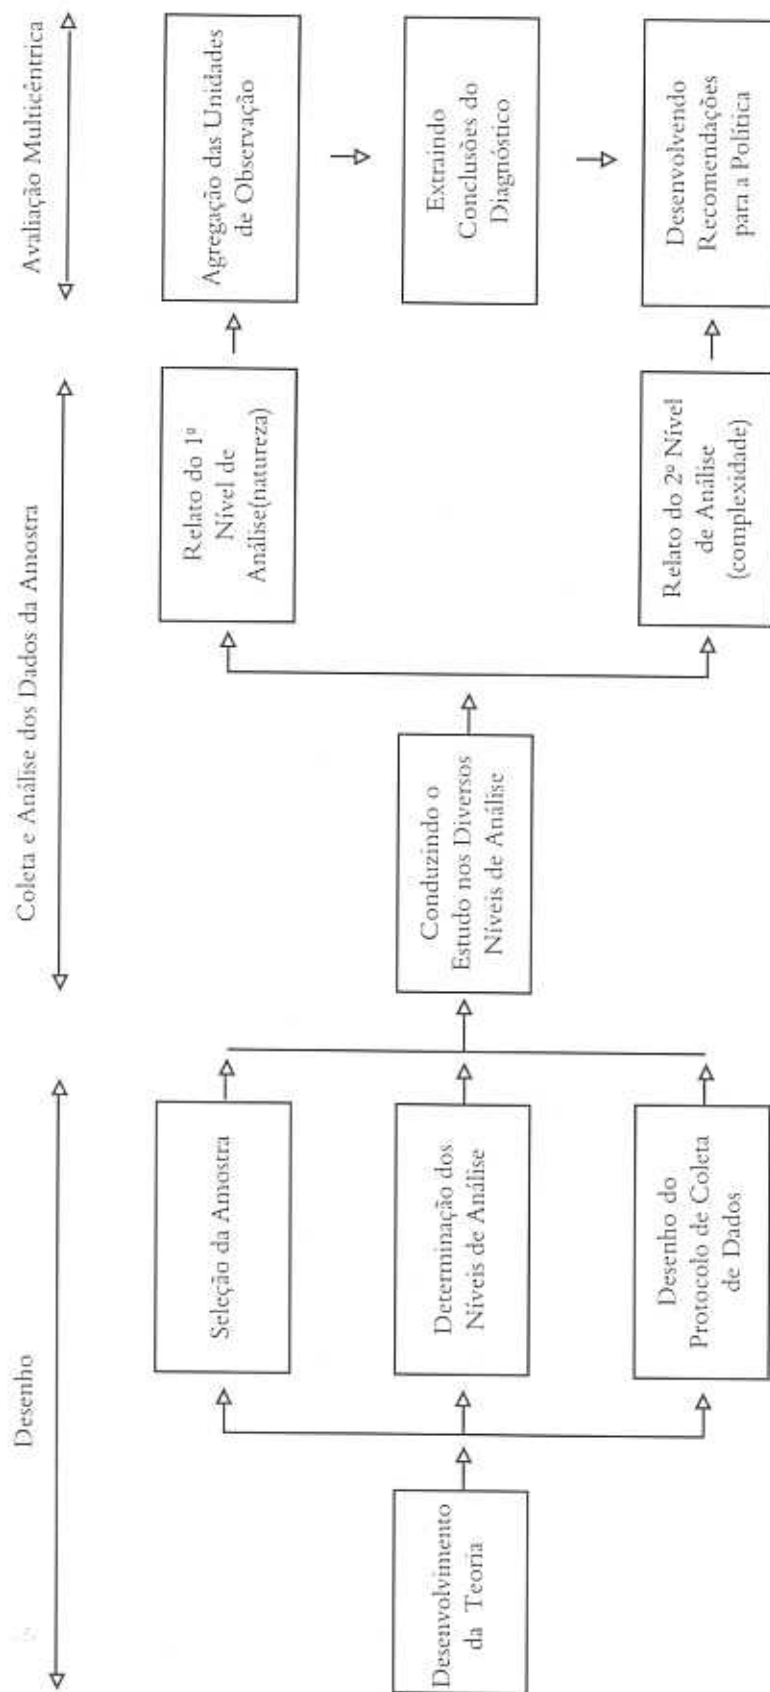 Desenho
Coleta e Análise dos Dados da Amostra
Avaliação Multicêntrica
Desenvolvimento
da Teoria
Seleção da Amostra
Determinação dos
Níveis de Análise
Desenho do
Protocolo de Coleta
de Dados
Conduzindo o
Estudo nos Diversos
Níveis de Análise
Relato do 1º
Nível de
Análise(natureza)
Relato do 2º Nível
de Análise
(complexidade)
Agregação das Unidades
de Observação
Extraindo
Conclusões do
Diagnóstico
Desenvolvendo
Recomendações
para a Política